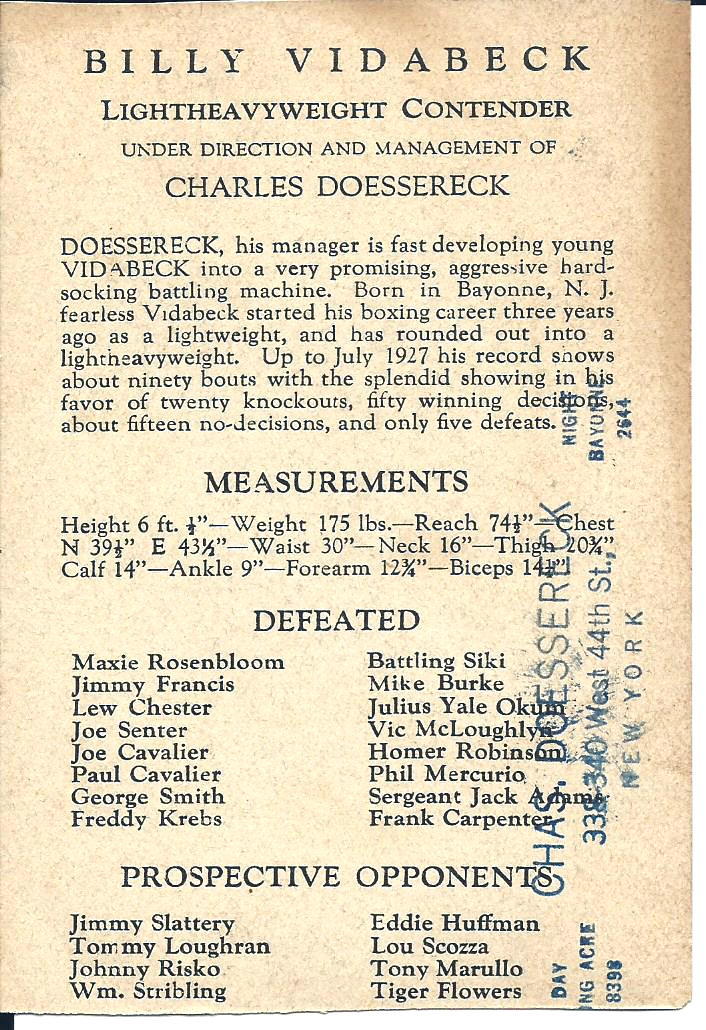 BILLY VIDABECK
LIGHTHEAVYWEIGHT CONTENDER
UNDER DIRECTION AND MANAGEMENT OF
CHARLES DOESSERECK
DOESSERECK, his manager is fast developing young
VIDABECK into a very promising, aggressive hard-
socking battling machine. Born in Bayonne, N. J.
fearless Vidabeck started his boxing career three years
ago as a lightweight, and has rounded out into a
lightheavyweight. Up to July 1927 his record shows
about ninety bouts with the splendid showing in his
favor of twenty knockouts, fifty winning decisions,
about fifteen no-decisions, and only five defeats.
MEASUREMENTS
Height 6 ft. ½”—Weight 175 lbs.—Reach 74½”—Chest
N 39½” E 43½”—Waist 30”—Neck 16”—Thigh 20¾”
Calf 14”—Ankle 9”—Forearm 12¾”—Biceps
DEFEATED
Maxie Rosenbloom Battling Siki
Jimmy Francis Mike Burke
Lew Chester Julius Yale Okum
Joe Senter Vic McLoughlyn
Joe Cavalier Homer Robinson
Paul Cavalier Phil Mercurio
George Smith Sergeant Jack Adams
Freddy Krebs Frank Carpenter
PROSPECTIVE OPPONENTS
Jimmy Slattery Eddie Huffman
Tommy Loughran Lou Scozza
Johnny Risko Tony Marullo
Wm. Stribling Tiger Flowers
CHAS. DOESSERECK
338-340 West 44th St.,
NEW YORK
NIGHT
BAYONNE
2644
DAY
ACRE
8398